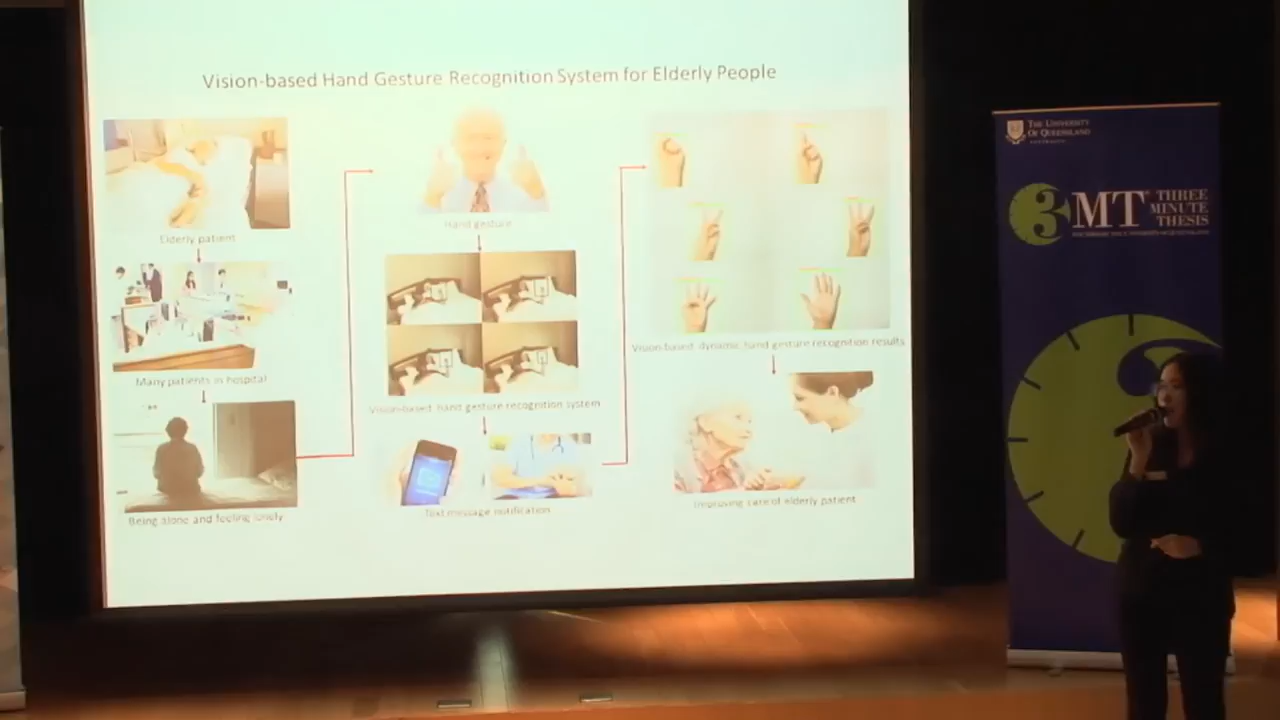 Vision-based Hand Gesture Recognition System for Elderly People
Elderly patient
Many patients in hospital
Being alone and feeling lonely
Hand gesture
Vision-based hand gesture recognition system
Text message notification
Vision-based dynamic hand gesture recognition results
Improving care of elderly patient
THE UNIVERSITY
OF QUEENSLAND
AUSTRALIA
3MT® THREE
MINUTE
THESIS